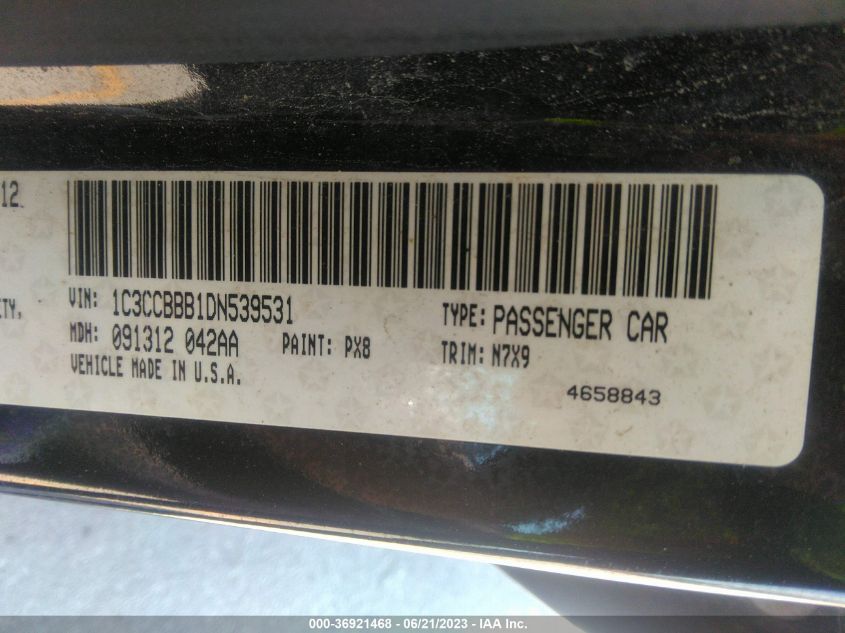 12
VIN: 1C3CCBBB1DN539531
TYPE: PASSENGER CAR
ETY,
MDH: 091312 042AA
PAINT: PX8
TRIM: N7X9
VEHICLE MADE IN U.S.A.
4658843
000-36921468 - 06/21/2023 - IAA Inc.